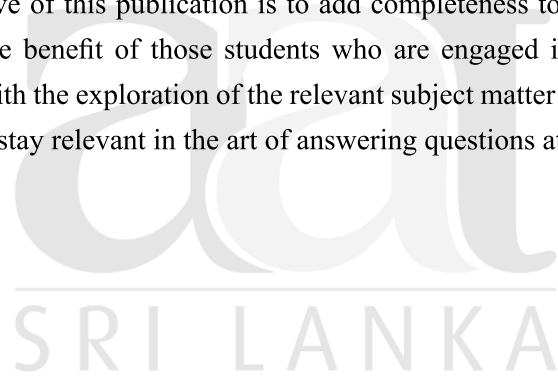 ve of this publication is to add completeness to
e benefit of those students who are engaged i
ith the exploration of the relevant subject matter
stay relevant in the art of answering questions at
aat
SRI LANKA